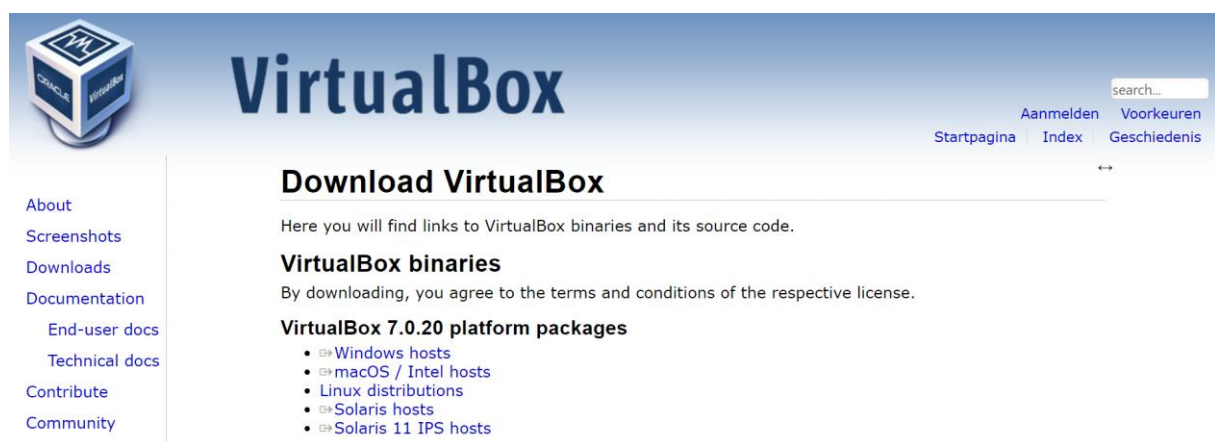 ORACLE
VirtualBox
VirtualBox
search...
Aanmelden Voorkeuren
Startpagina Index Geschiedenis
About
Screenshots
Downloads
Documentation
End-user docs
Technical docs
Contribute
Community
Download VirtualBox
Here you will find links to VirtualBox binaries and its source code.
VirtualBox binaries
By downloading, you agree to the terms and conditions of the respective license.
VirtualBox 7.0.20 platform packages
• Windows hosts
• macOS / Intel hosts
• Linux distributions
• Solaris hosts
• Solaris 11 IPS hosts